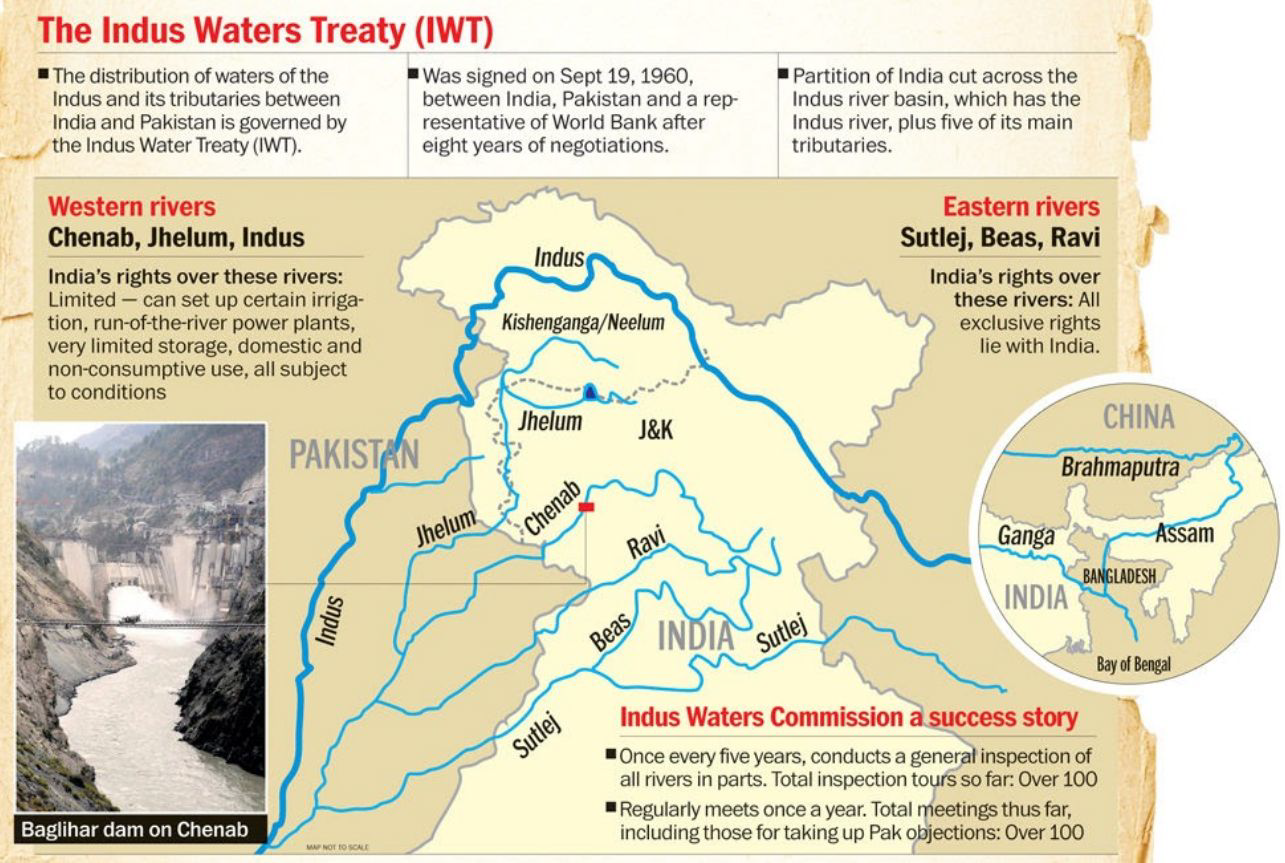 The Indus Waters Treaty (IWT)
■ The distribution of waters of the
Indus and its tributaries between
India and Pakistan is governed by
the Indus Water Treaty (IWT).
■ Was signed on Sept 19, 1960,
between India, Pakistan and a rep-
resentative of World Bank after
eight years of negotiations.
■ Partition of India cut across the
Indus river basin, which has the
Indus river, plus five of its main
tributaries.
Western rivers
Chenab, Jhelum, Indus
India's rights over these rivers:
Limited — can set up certain irriga-
tion, run-of-the-river power plants,
very limited storage, domestic and
non-consumptive use, all subject
to conditions
Eastern rivers
Sutlej, Beas, Ravi
India's rights over
these rivers: All
exclusive rights
lie with India.
Indus
Kishenganga/Neelum
Jhelum
J&K
PAKISTAN
Chenab
Jhelum
Ravi
Indus
Beas
INDIA
Sutlej
Sutlej
CHINA
Brahmaputra
Ganga
Assam
BANGLADESH
INDIA
Bay of Bengal
Indus Waters Commission a success story
■ Once every five years, conducts a general inspection of
all rivers in parts. Total inspection tours so far: Over 100
■ Regularly meets once a year. Total meetings thus far,
including those for taking up Pak objections: Over 100
Baglihar dam on Chenab
MAP NOT TO SCALE